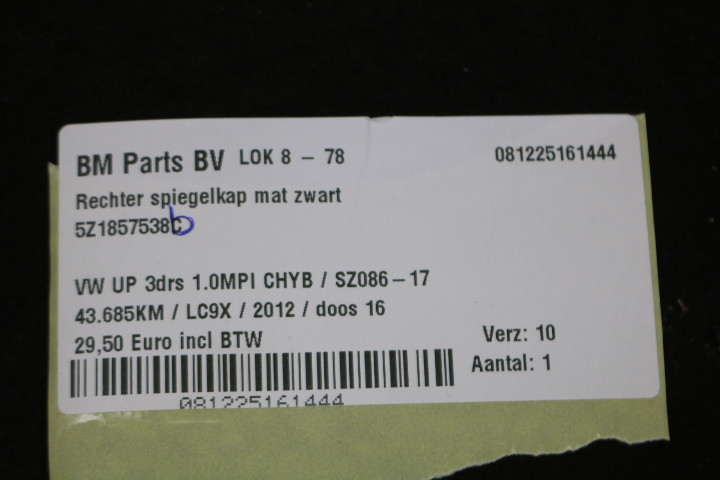 BM Parts BV LOK 8 – 78 081225161444
Rechter spiegelkap mat zwart
5Z1857538b
VW UP 3drs 1.0MPI CHYB / SZ086-17
43.685KM / LC9X / 2012 / doos 16
29,50 Euro incl BTW Verz: 10
Aantal: 1
081225161444